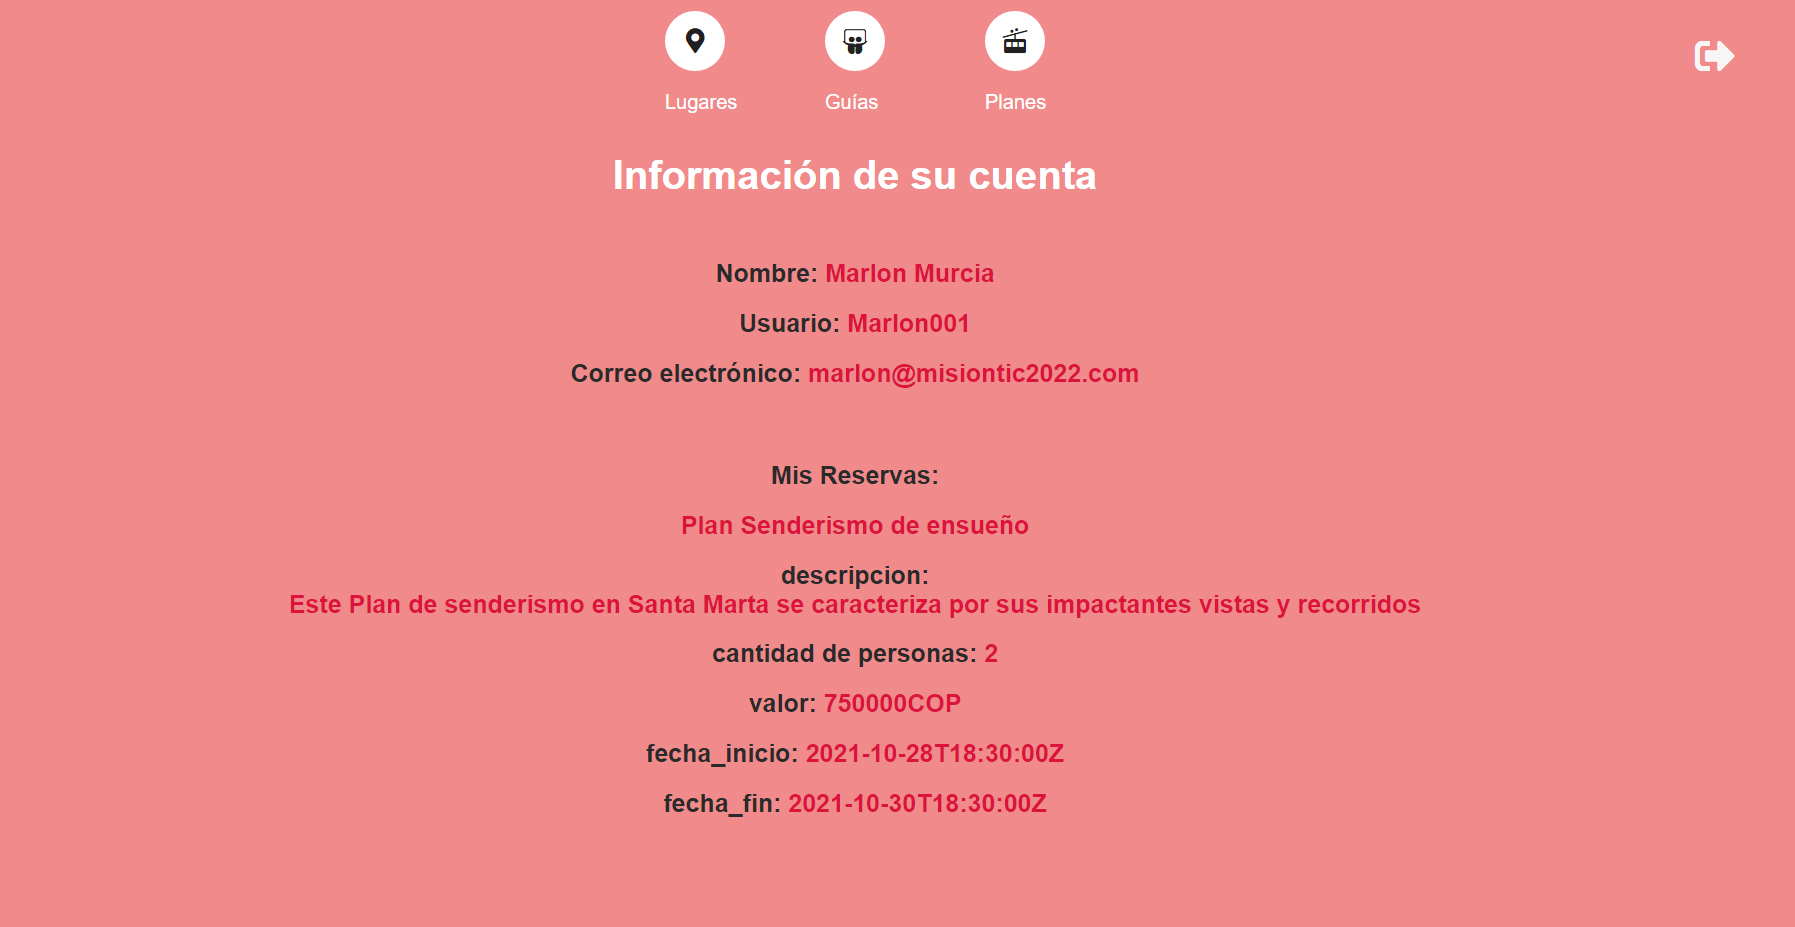 Lugares
Guías
Planes
Información de su cuenta
Nombre: Marlon Murcia
Usuario: Marlon001
Correo electrónico: marlon@misiontic2022.com
Mis Reservas:
Plan Senderismo de ensueño
descripcion:
Este Plan de senderismo en Santa Marta se caracteriza por sus impactantes vistas y recorridos
cantidad de personas: 2
valor: 750000COP
fecha_inicio: 2021-10-28T18:30:00Z
fecha_fin: 2021-10-30T18:30:00Z